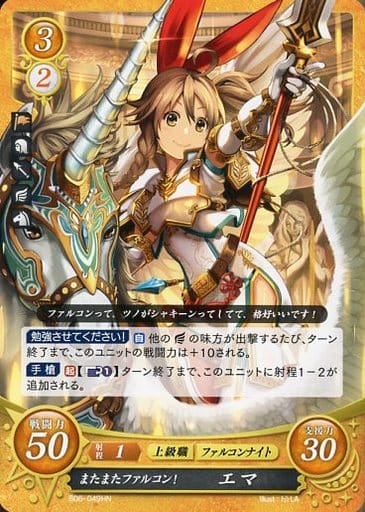 3
2
ファルコンって、ツノがシャキーンってしてて、格好いいです!
勉強させてください! 自 他の の味方が出撃するたび、ターン
終了まで、このユニットの戦闘力は+10される。
手槍 起 【 1】ターン終了まで、このユニットに射程1-2が
追加される。
戦闘力
50
射程 1
上級職
ファルコンナイト
支援力
30
またまたファルコン! エマ
B06-049HN
Illust: